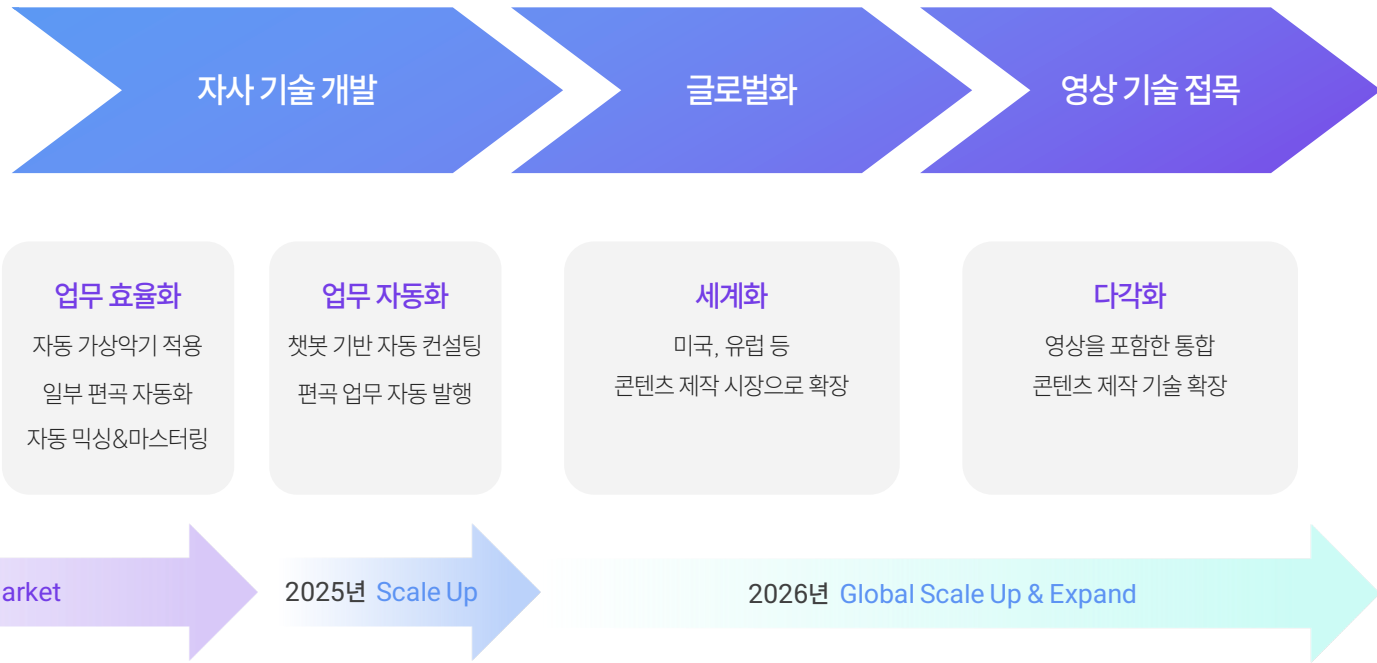 자사 기술 개발
글로벌화
영상 기술 접목
업무 효율화
자동 가상악기 적용
일부 편곡 자동화
자동 믹싱&마스터링
업무 자동화
챗봇 기반 자동 컨설팅
편곡 업무 자동 발행
세계화
미국, 유럽 등
콘텐츠 제작 시장으로 확장
다각화
영상을 포함한 통합
콘텐츠 제작 기술 확장
arket
2025년 Scale Up
2026년 Global Scale Up & Expand